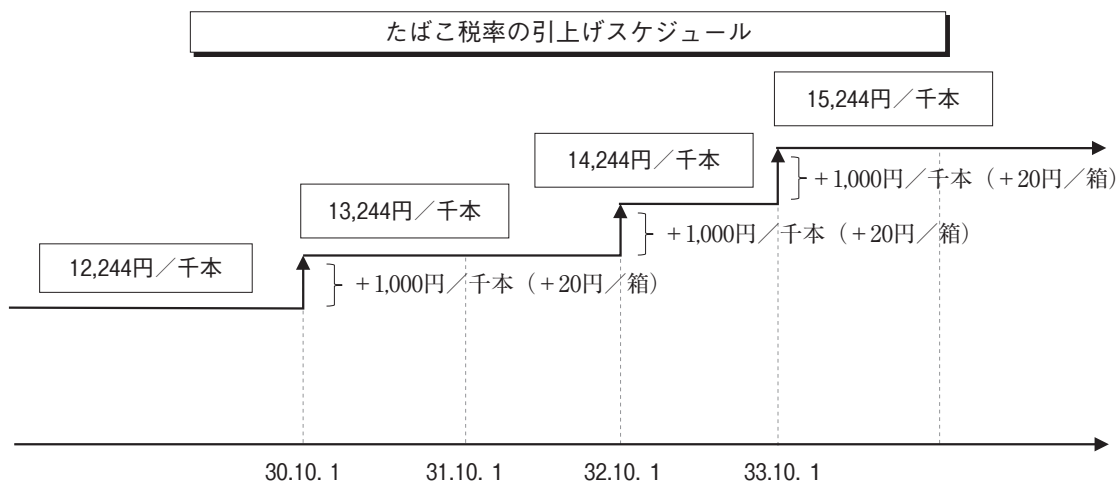 たばこ税率の引上げスケジュール
15,244円／千本
14,244円／千本
＋1,000円／千本（＋20円／箱）
13,244円／千本
＋1,000円／千本（＋20円／箱）
12,244円／千本
＋1,000円／千本（＋20円／箱）
30.10. 1 31.10. 1 32.10. 1 33.10. 1